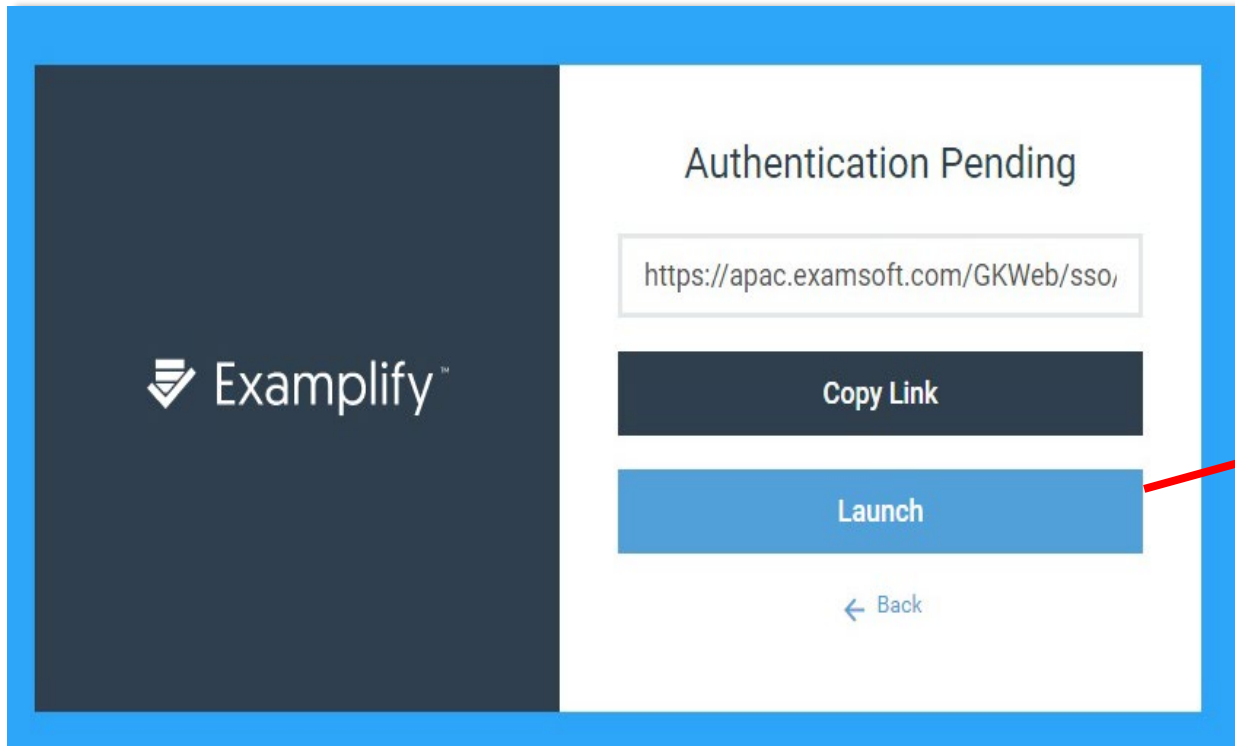 Authentication Pending
https://apac.examsoft.com/GKWeb/sso/
Examplify™
Copy Link
Launch
← Back